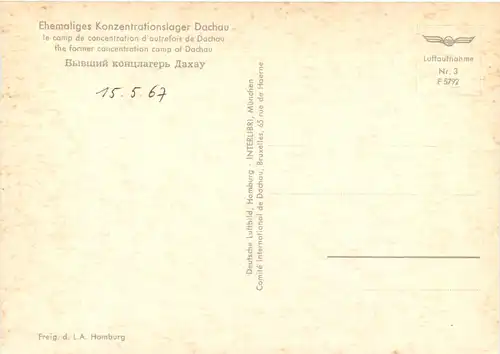 Ehemaliges Konzentrationslager Dachau
le camp de concentration d'autrefois de Dachau
the former concentration camp of Dachau
Бывший концлагерь Дахау
15.5.67
Deutsche Luftbild, Hamburg - INTERLIBRI, München
Comité International de Dachau, Bruxelles, 65 rue de Haerne
Luftaufnahme
Nr. 3
F 5792
Freig. d. L.A. Hamburg